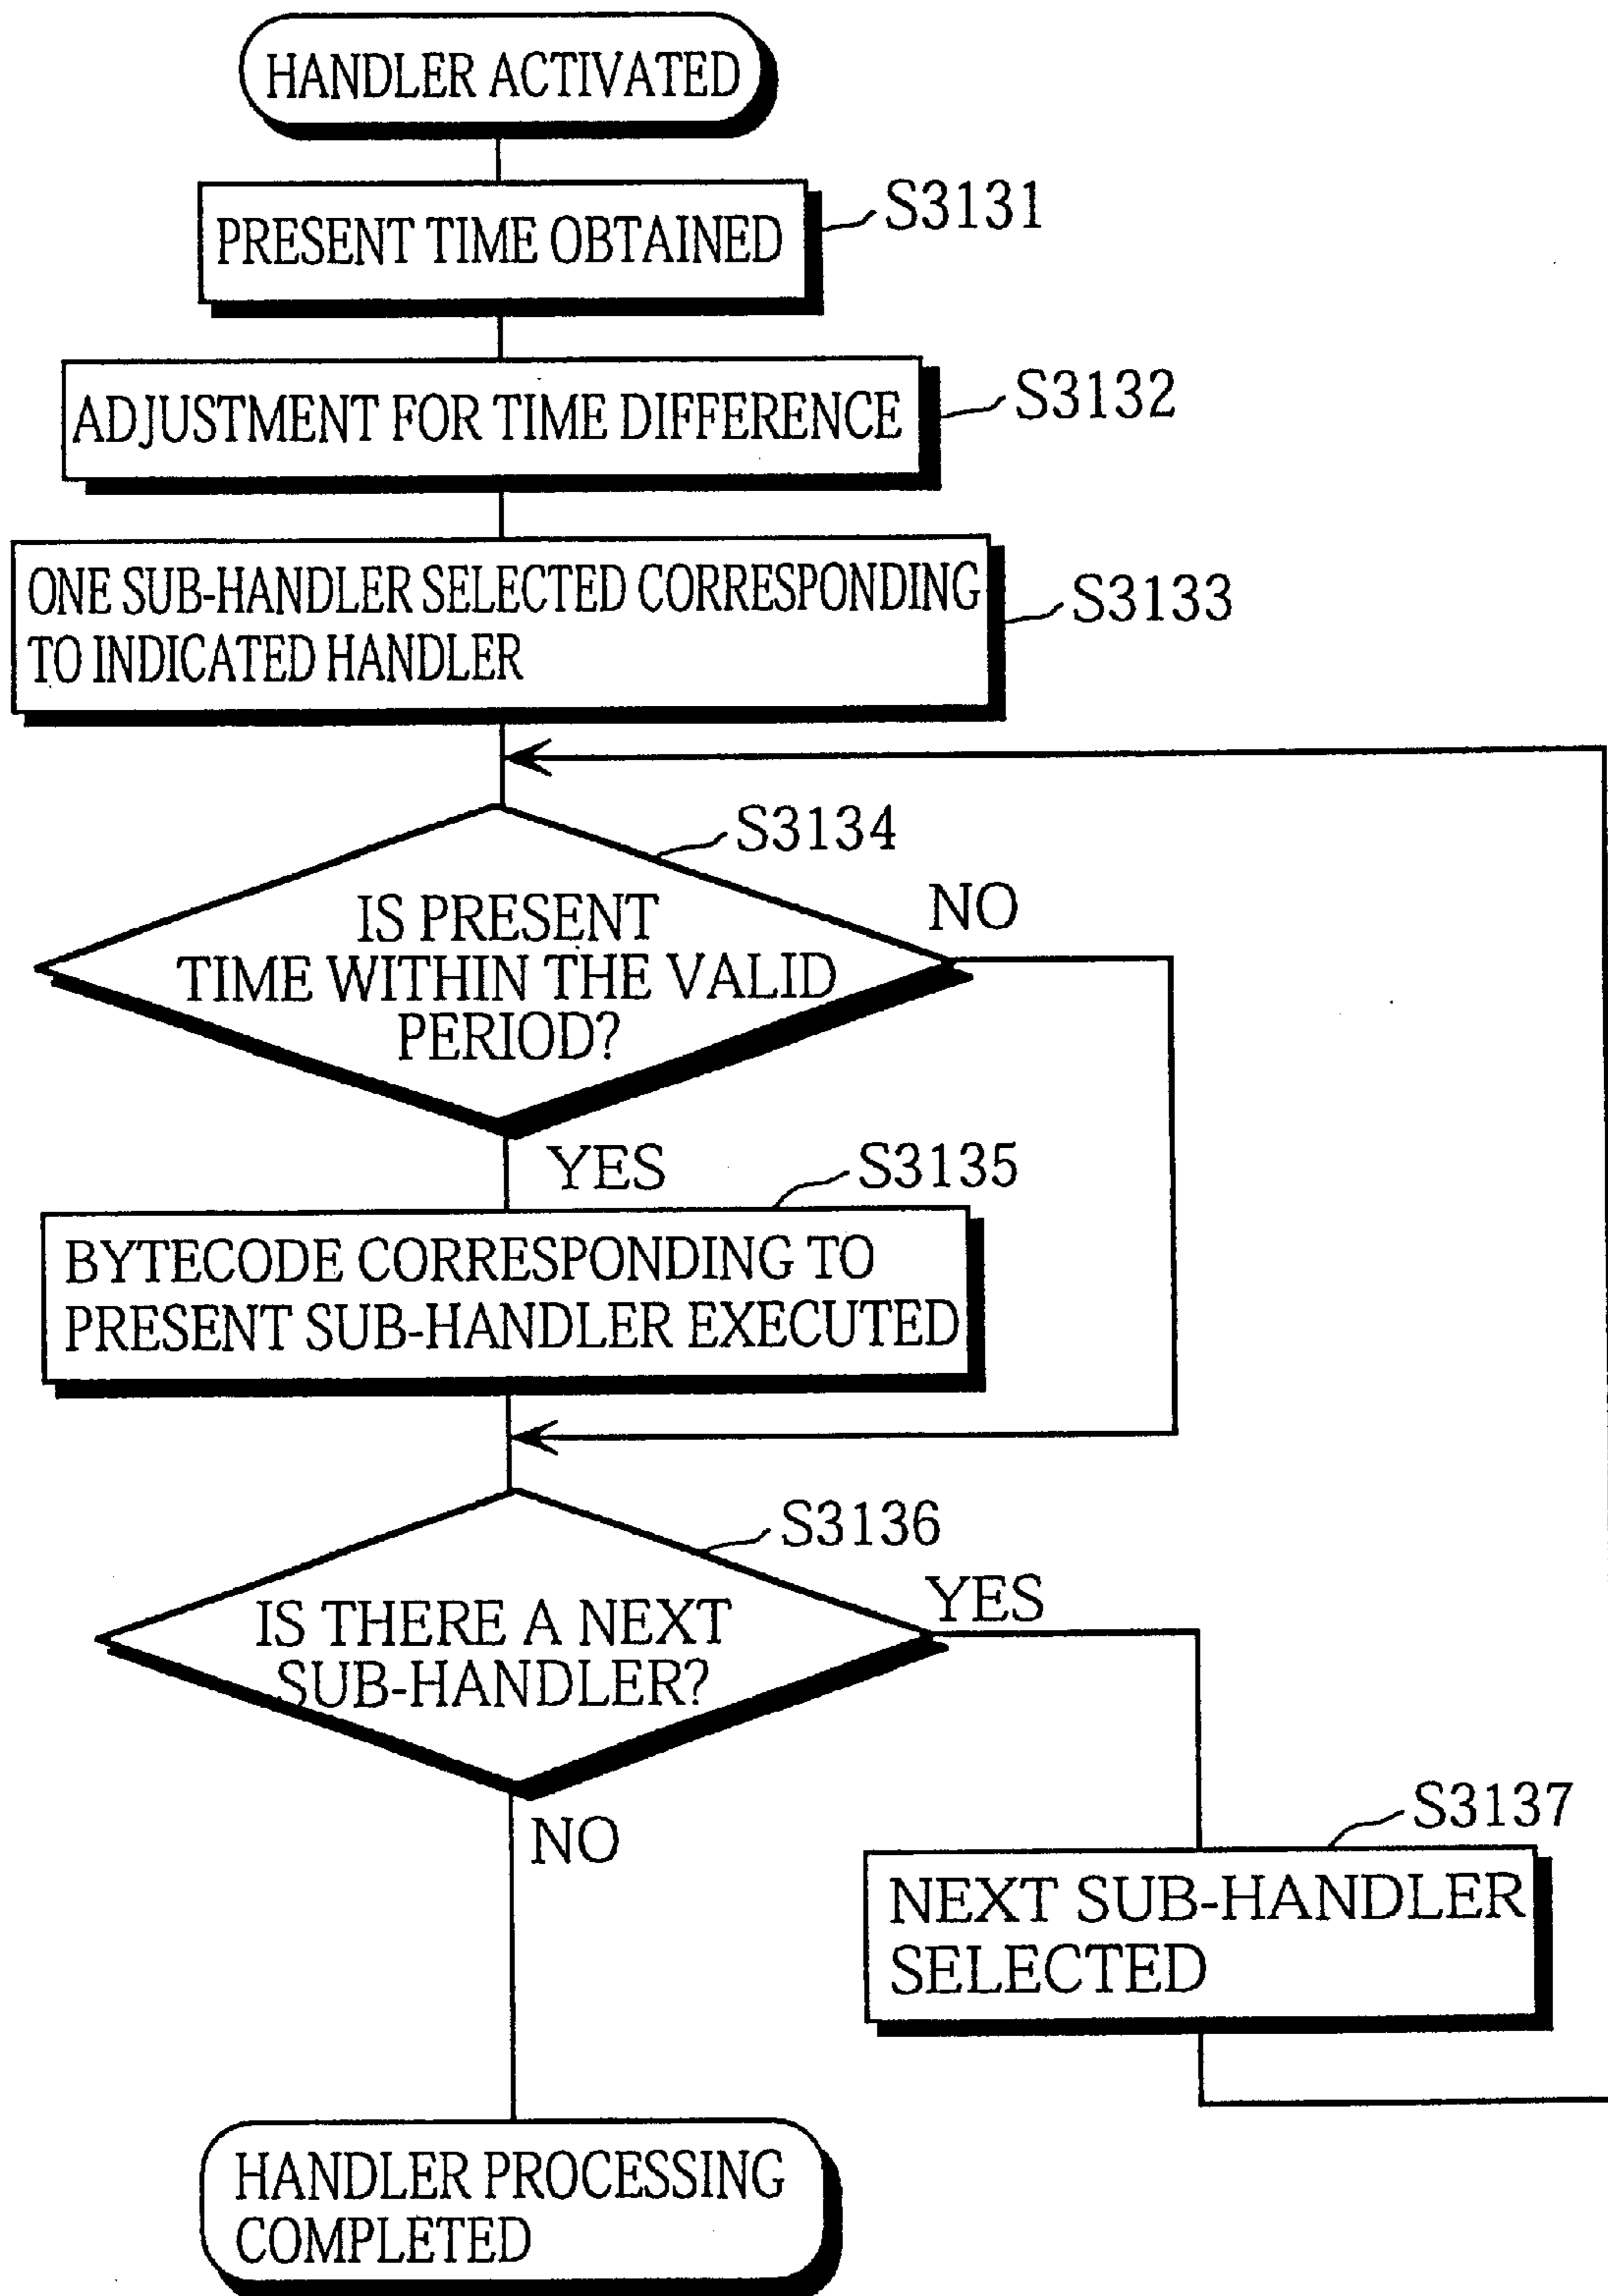 HANDLER ACTIVATED
PRESENT TIME OBTAINED
S3131
ADJUSTMENT FOR TIME DIFFERENCE
S3132
ONE SUB-HANDLER SELECTED CORRESPONDING
TO INDICATED HANDLER
S3133
S3134
IS PRESENT
TIME WITHIN THE VALID
PERIOD?
NO
YES
S3135
BYTECODE CORRESPONDING TO
PRESENT SUB-HANDLER EXECUTED
S3136
IS THERE A NEXT
SUB-HANDLER?
YES
NO
S3137
NEXT SUB-HANDLER
SELECTED
HANDLER PROCESSING
COMPLETED